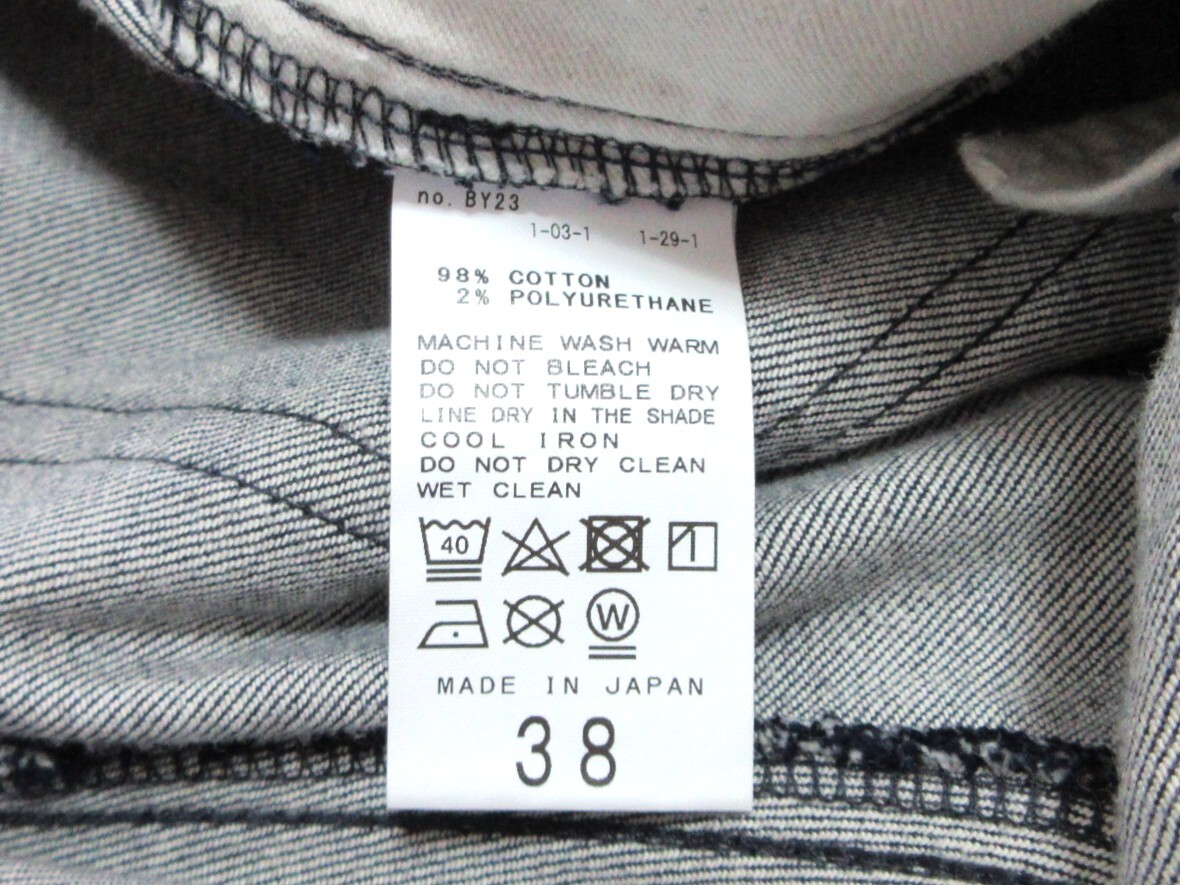 no. BY23
1-03-1 1-29-1
98% COTTON
2% POLYURETHANE
MACHINE WASH WARM
DO NOT BLEACH
DO NOT TUMBLE DRY
LINE DRY IN THE SHADE
COOL IRON
DO NOT DRY CLEAN
WET CLEAN
40
W
MADE IN JAPAN
38